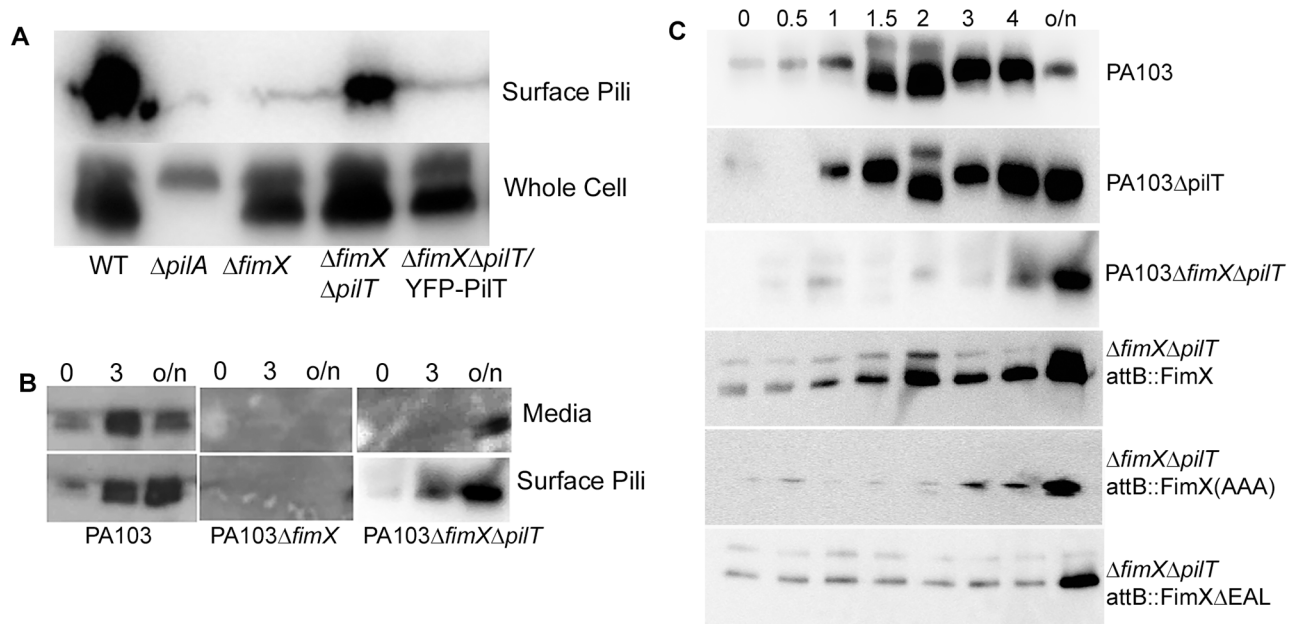 A
Surface Pili
Whole Cell
WT ΔpilA ΔfimX ΔfimX ΔfimXΔpilT/
ΔpilT YFP-PilT
B
0 3 o/n 0 3 o/n 0 3 o/n
Media
Surface Pili
PA103 PA103ΔfimX PA103ΔfimXΔpilT
C
0 0.5 1 1.5 2 3 4 o/n
PA103
PA103ΔpilT
PA103ΔfimXΔpilT
ΔfimXΔpilT
attB::FimX
ΔfimXΔpilT
attB::FimX(AAA)
ΔfimXΔpilT
attB::FimXΔEAL